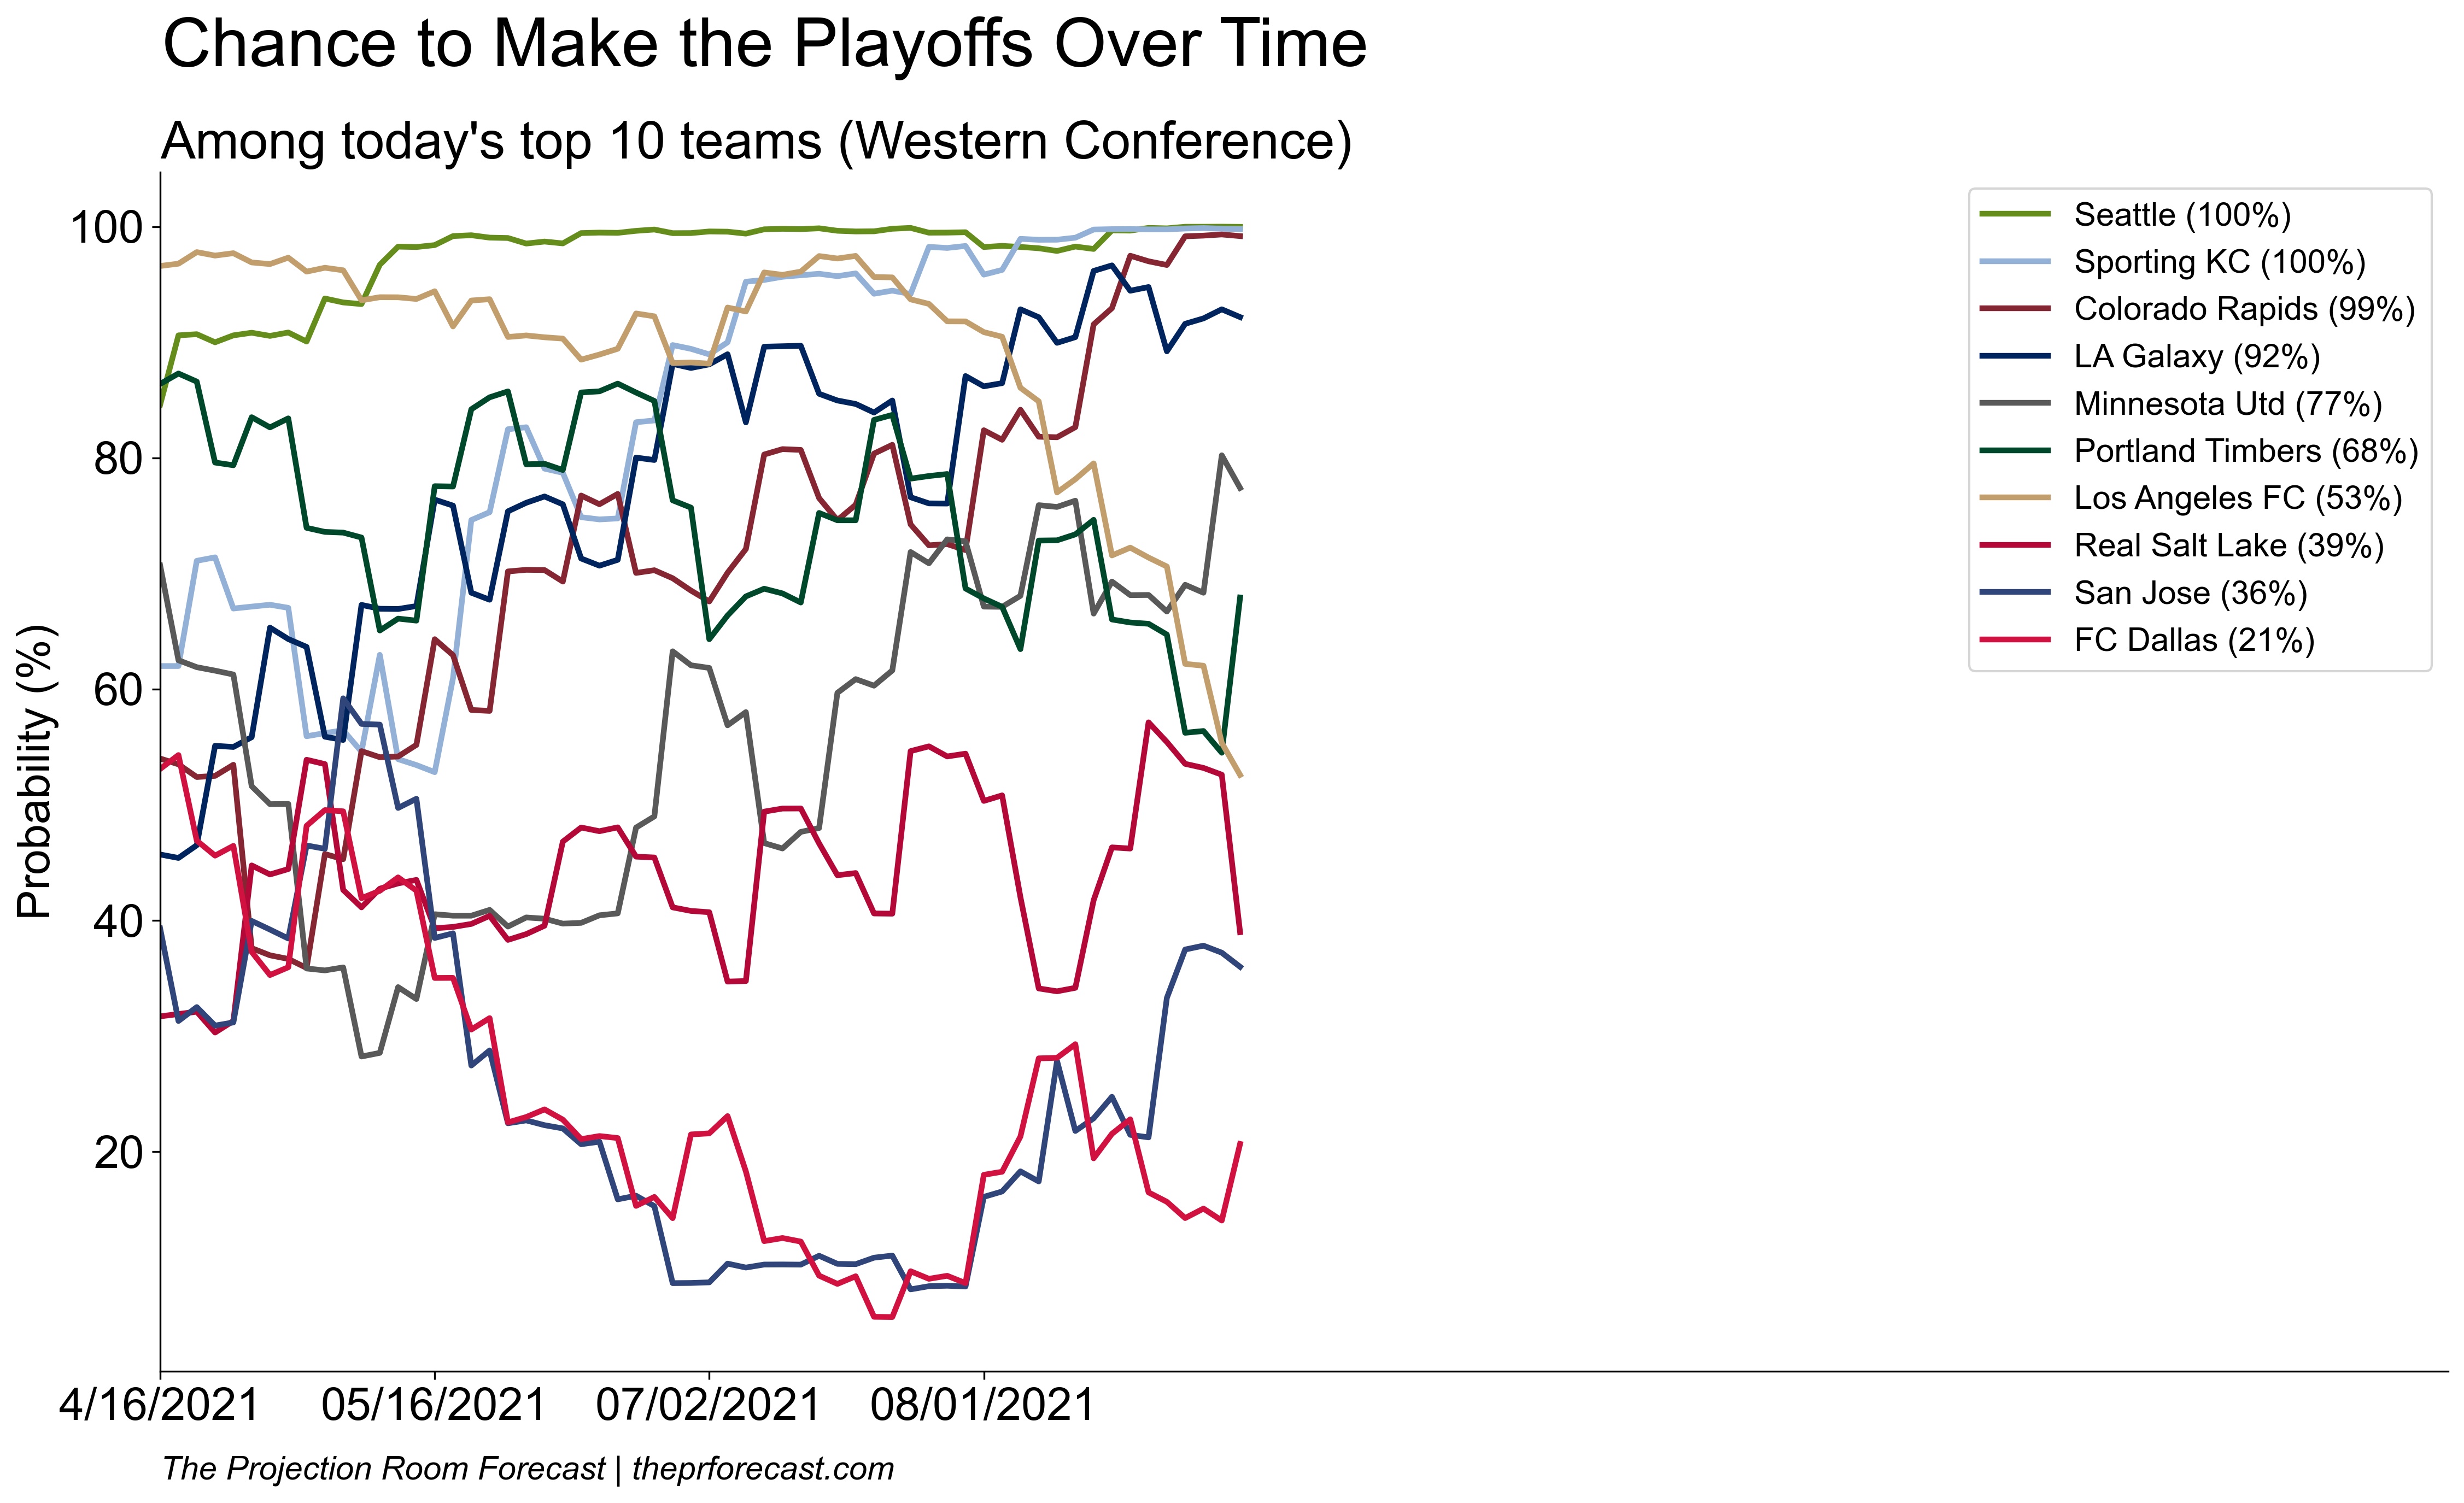 Chance to Make the Playoffs Over Time
Among today's top 10 teams (Western Conference)
Probability (%)
100
80
60
40
20
4/16/2021
05/16/2021
07/02/2021
08/01/2021
Seattle (100%)
Sporting KC (100%)
Colorado Rapids (99%)
LA Galaxy (92%)
Minnesota Utd (77%)
Portland Timbers (68%)
Los Angeles FC (53%)
Real Salt Lake (39%)
San Jose (36%)
FC Dallas (21%)
The Projection Room Forecast | theprforecast.com